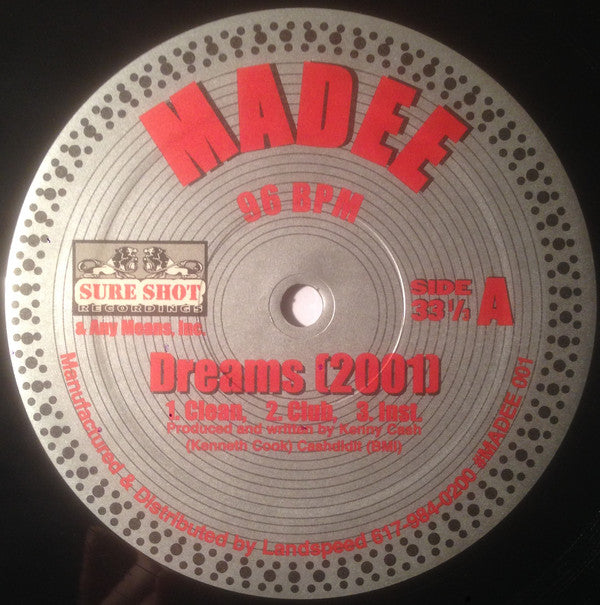 MADEE
96 BPM
SURE SHOT
RECORDINGS
& Any Means, Inc.
SIDE A
33 1/3
Dreams (2001)
1. Clean, 2. Club, 3. Inst.
Produced and written by Kenny Cash
(Kenneth Cook) Cashdidit (BMI)
Manufactured & Distributed by Landspeed 617-984-0200 #MADEE 001